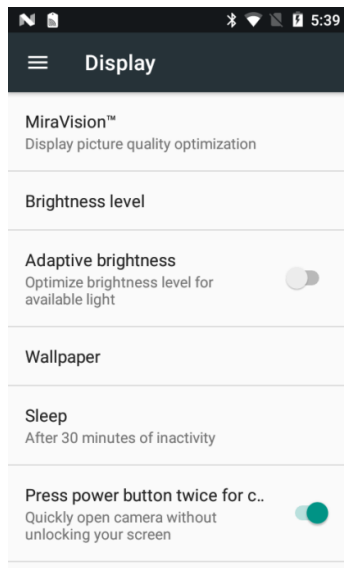 5:39
Display
MiraVision™
Display picture quality optimization
Brightness level
Adaptive brightness
Optimize brightness level for
available light
Wallpaper
Sleep
After 30 minutes of inactivity
Press power button twice for c..
Quickly open camera without
unlocking your screen